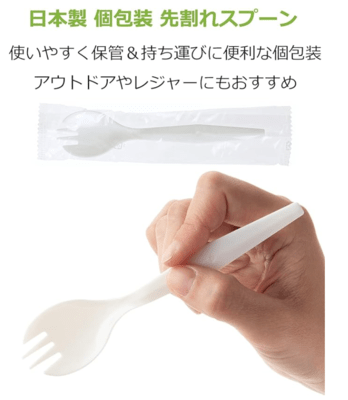 日本製 個包装 先割れスプーン
使いやすく保管＆持ち運びに便利な個包装
アウトドアやレジャーにもおすすめ